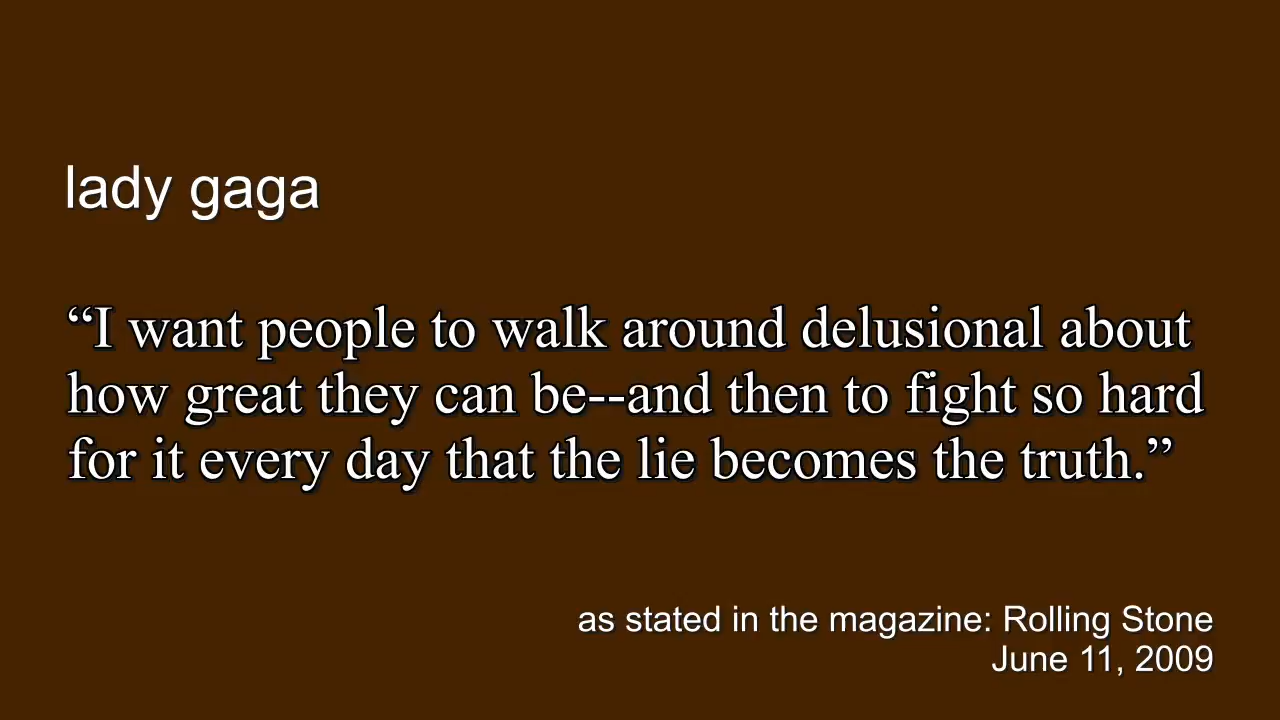 lady gaga
“I want people to walk around delusional about
how great they can be--and then to fight so hard
for it every day that the lie becomes the truth.”
as stated in the magazine: Rolling Stone
June 11, 2009